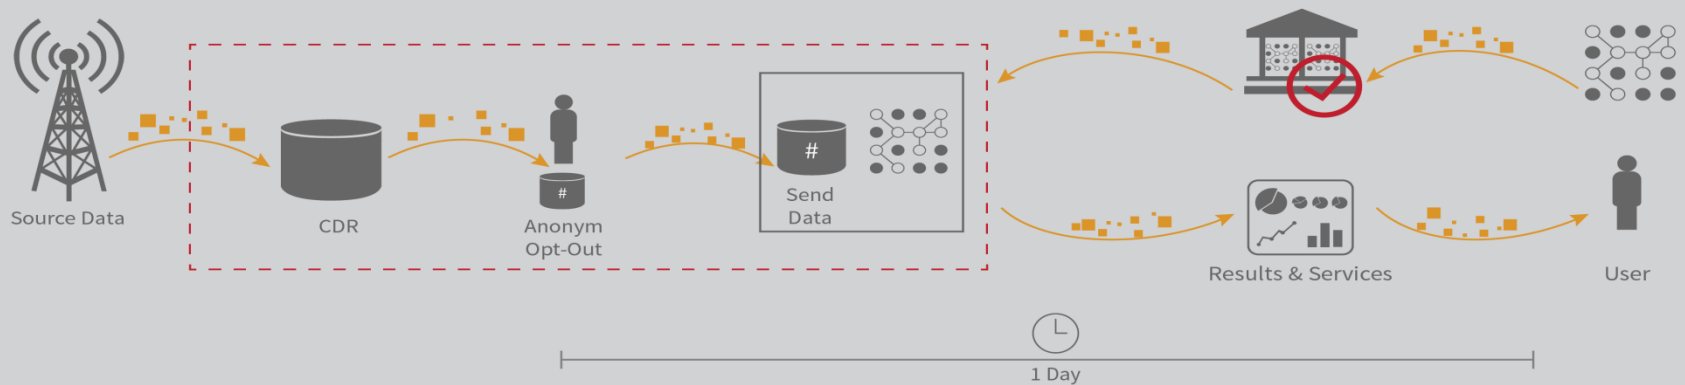 Source Data
CDR
#
Anonym
Opt-Out
#
Send
Data
Results & Services
User
1 Day